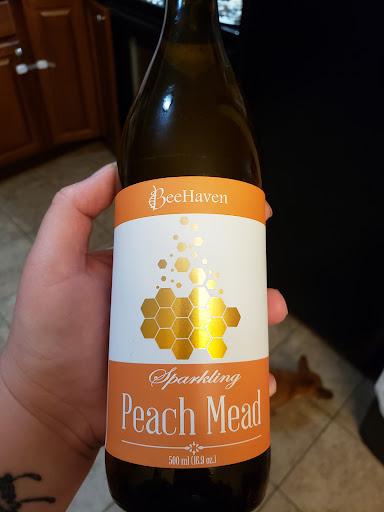 BeeHaven
Sparkling
Peach Mead
500 ml (16.9 oz.)